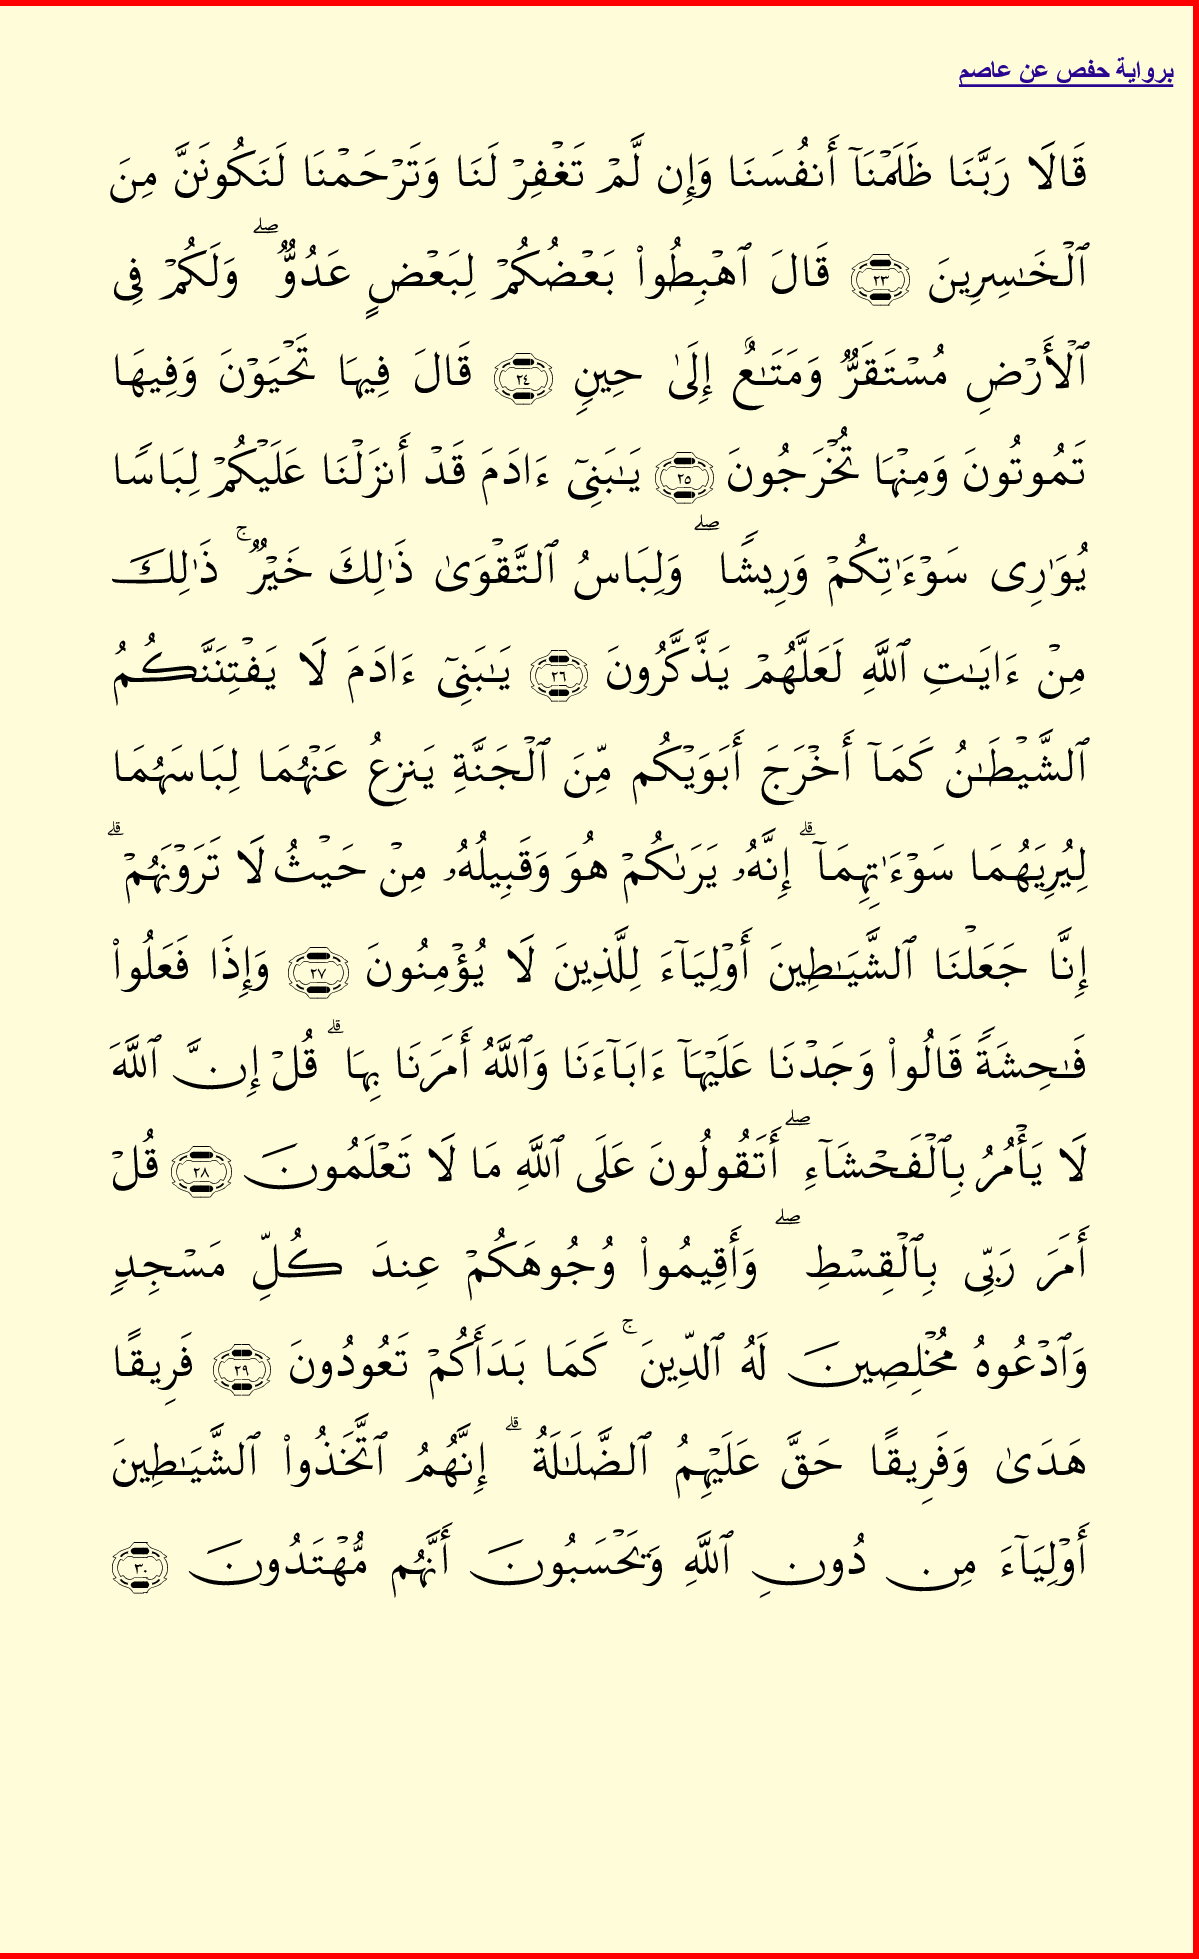 برواية حفص عن عاصم
قَالَا رَبَّنَا ظَلَمۡنَآ أَنفُسَنَا وَإِن لَّمۡ تَغۡفِرۡ لَنَا وَتَرۡحَمۡنَا لَنَكُونَنَّ مِنَ
ٱلۡخَـٰسِرِينَ ٢٣ قَالَ ٱهۡبِطُواْ بَعۡضُكُمۡ لِبَعۡضٍ عَدُوٌّ ۖ وَلَكُمۡ فِى
ٱلۡأَرۡضِ مُسۡتَقَرٌّ وَمَتَـٰعٌ إِلَىٰ حِينٍ ٢٤ قَالَ فِيهَا تَحۡيَوۡنَ وَفِيهَا
تَمُوتُونَ وَمِنۡهَا تُخۡرَجُونَ ٢٥ يَـٰبَنِىٓ ءَادَمَ قَدۡ أَنزَلۡنَا عَلَيۡكُمۡ لِبَاسًا
يُوَٰرِى سَوۡءَٰتِكُمۡ وَرِيشًا ۖ وَلِبَاسُ ٱلتَّقۡوَىٰ ذَٰلِكَ خَيۡرٌ ۚ ذَٰلِكَ
مِنۡ ءَايَـٰتِ ٱللَّهِ لَعَلَّهُمۡ يَذَّكَّرُونَ ٢٦ يَـٰبَنِىٓ ءَادَمَ لَا يَفۡتِنَنَّكُمُ
ٱلشَّيۡطَـٰنُ كَمَآ أَخۡرَجَ أَبَوَيۡكُم مِّنَ ٱلۡجَنَّةِ يَنزِعُ عَنۡهُمَا لِبَاسَهُمَا
لِيُرِيَهُمَا سَوۡءَٰتِهِمَآ ۗ إِنَّهُۥ يَرَىٰكُمۡ هُوَ وَقَبِيلُهُۥ مِنۡ حَيۡثُ لَا تَرَوۡنَهُمۡ ۗ
إِنَّا جَعَلۡنَا ٱلشَّيَـٰطِينَ أَوۡلِيَآءَ لِلَّذِينَ لَا يُؤۡمِنُونَ ٢٧ وَإِذَا فَعَلُواْ
فَـٰحِشَةً قَالُواْ وَجَدۡنَا عَلَيۡهَآ ءَابَآءَنَا وَٱللَّهُ أَمَرَنَا بِهَا ۗ قُلۡ إِنَّ ٱللَّهَ
لَا يَأۡمُرُ بِٱلۡفَحۡشَآءِ ۖ أَتَقُولُونَ عَلَى ٱللَّهِ مَا لَا تَعۡلَمُونَ ٢٨ قُلۡ
أَمَرَ رَبِّى بِٱلۡقِسۡطِ ۖ وَأَقِيمُواْ وُجُوهَكُمۡ عِندَ كُلِّ مَسۡجِدٍ
وَٱدۡعُوهُ مُخۡلِصِينَ لَهُ ٱلدِّينَ ۚ كَمَا بَدَأَكُمۡ تَعُودُونَ ٢٩ فَرِيقًا
هَدَىٰ وَفَرِيقًا حَقَّ عَلَيۡهِمُ ٱلضَّلَـٰلَةُ ۗ إِنَّهُمُ ٱتَّخَذُواْ ٱلشَّيَـٰطِينَ
أَوۡلِيَآءَ مِن دُونِ ٱللَّهِ وَيَحۡسَبُونَ أَنَّهُم مُّهۡتَدُونَ ٣٠